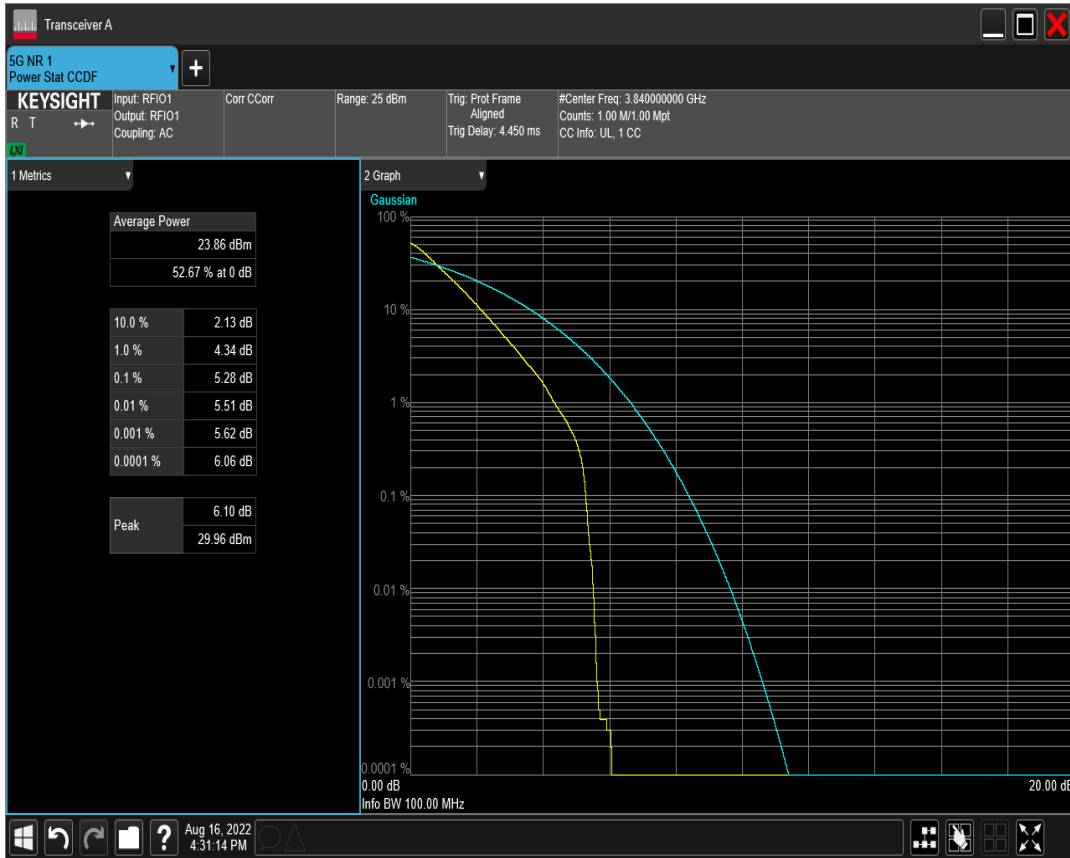 Transceiver A
5G NR 1
Power Stat CCDF
+
KEYSIGHT
R T
LXI
Input: RFIO1
Output: RFIO1
Coupling: AC
Corr CCorr
Range: 25 dBm
Trig: Prot Frame
Aligned
Trig Delay: 4.450 ms
#Center Freq: 3.840000000 GHz
Counts: 1.00 M/1.00 Mpt
CC Info: UL, 1 CC
1 Metrics
Average Power
23.86 dBm
52.67 % at 0 dB
10.0 % 2.13 dB
1.0 % 4.34 dB
0.1 % 5.28 dB
0.01 % 5.51 dB
0.001 % 5.62 dB
0.0001 % 6.06 dB
Peak 6.10 dB
29.96 dBm
2 Graph
Gaussian
100 %
10 %
1 %
0.1 %
0.01 %
0.001 %
0.0001 %
0.00 dB 20.00 dB
Info BW 100.00 MHz
? Aug 16, 2022
4:31:14 PM